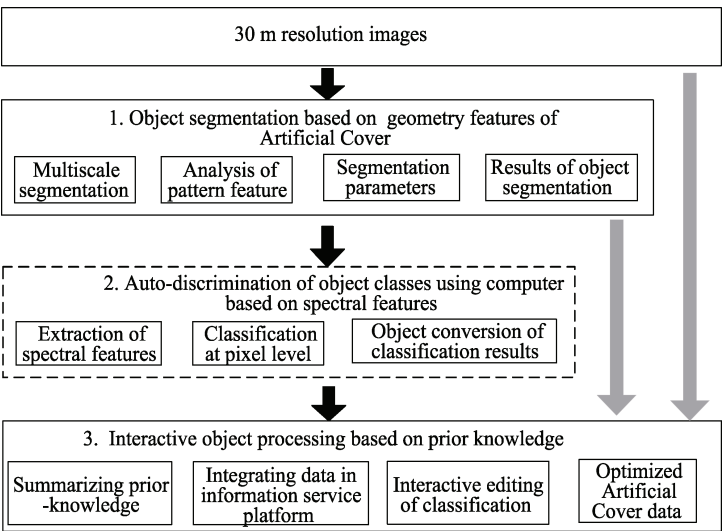 30 m resolution images
1. Object segmentation based on geometry features of
Artificial Cover
Multiscale
segmentation
Analysis of
pattern feature
Segmentation
parameters
Results of object
segmentation
2. Auto-discrimination of object classes using computer
based on spectral features
Extraction of
spectral features
Classification
at pixel level
Object conversion of
classification results
3. Interactive object processing based on prior knowledge
Summarizing prior
-knowledge
Integrating data in
information service
platform
Interactive editing
of classification
Optimized
Artificial
Cover data